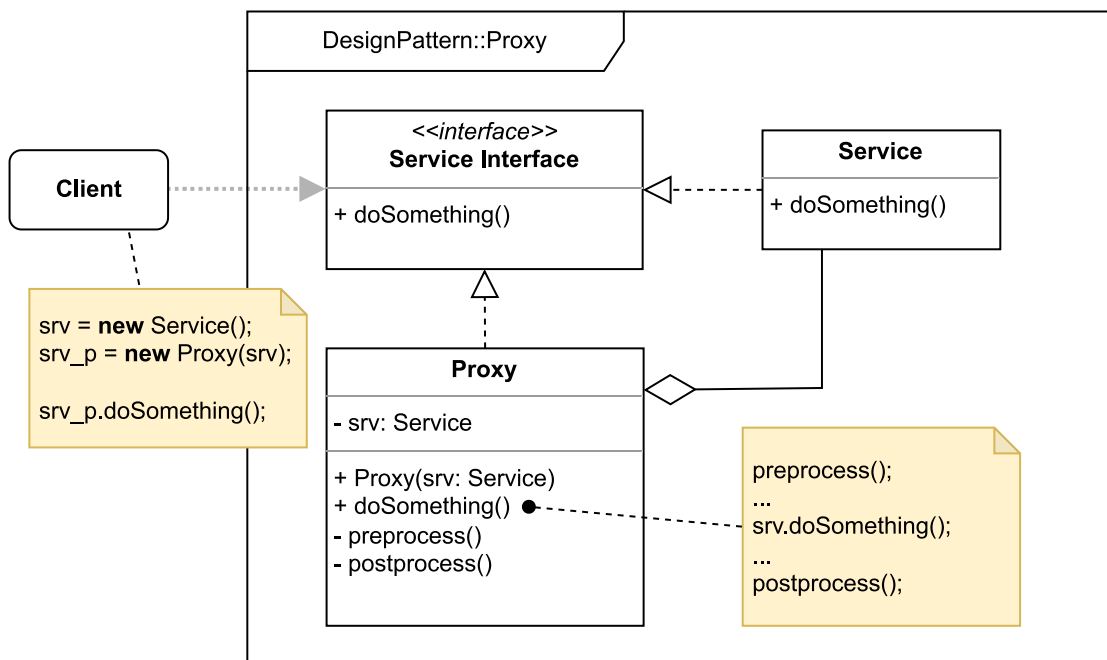 DesignPattern::Proxy
<<interface>>
Service Interface
+ doSomething()
Service
+ doSomething()
Client
srv = new Service();
srv_p = new Proxy(srv);
srv_p.doSomething();
Proxy
- srv: Service
+ Proxy(srv: Service)
+ doSomething()
- preprocess()
- postprocess()
preprocess();
...
srv.doSomething();
...
postprocess();